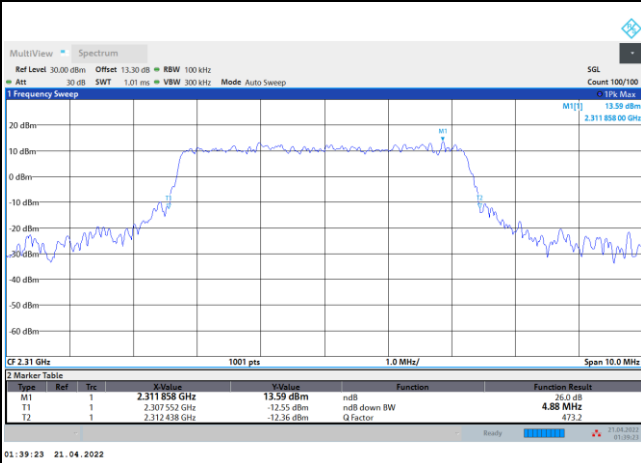 MultiView Spectrum
Ref Level 30.00 dBm Offset 13.30 dB RBW 100 kHz SGL
Att 30 dB SWT 1.01 ms VBW 300 kHz Mode Auto Sweep Count 100/100
1 Frequency Sweep 1Pk Max
M1[1] 13.59 dBm
2.311 858 00 GHz
20 dBm
M1
10 dBm
0 dBm
T1
-10 dBm
T2
-20 dBm
-30 dBm
-40 dBm
-50 dBm
-60 dBm
CF 2.31 GHz 1001 pts 1.0 MHz/ Span 10.0 MHz
2 Marker Table
Type Ref Trc X-Value Y-Value Function Function Result
M1 1 2.311 858 GHz 13.59 dBm ndB 26.0 dB
T1 1 2.307 552 GHz -12.55 dBm ndB down BW 4.88 MHz
T2 1 2.312 438 GHz -12.36 dBm Q Factor 473.2
Ready 21.04.2022
01:39:23
01:39:23 21.04.2022